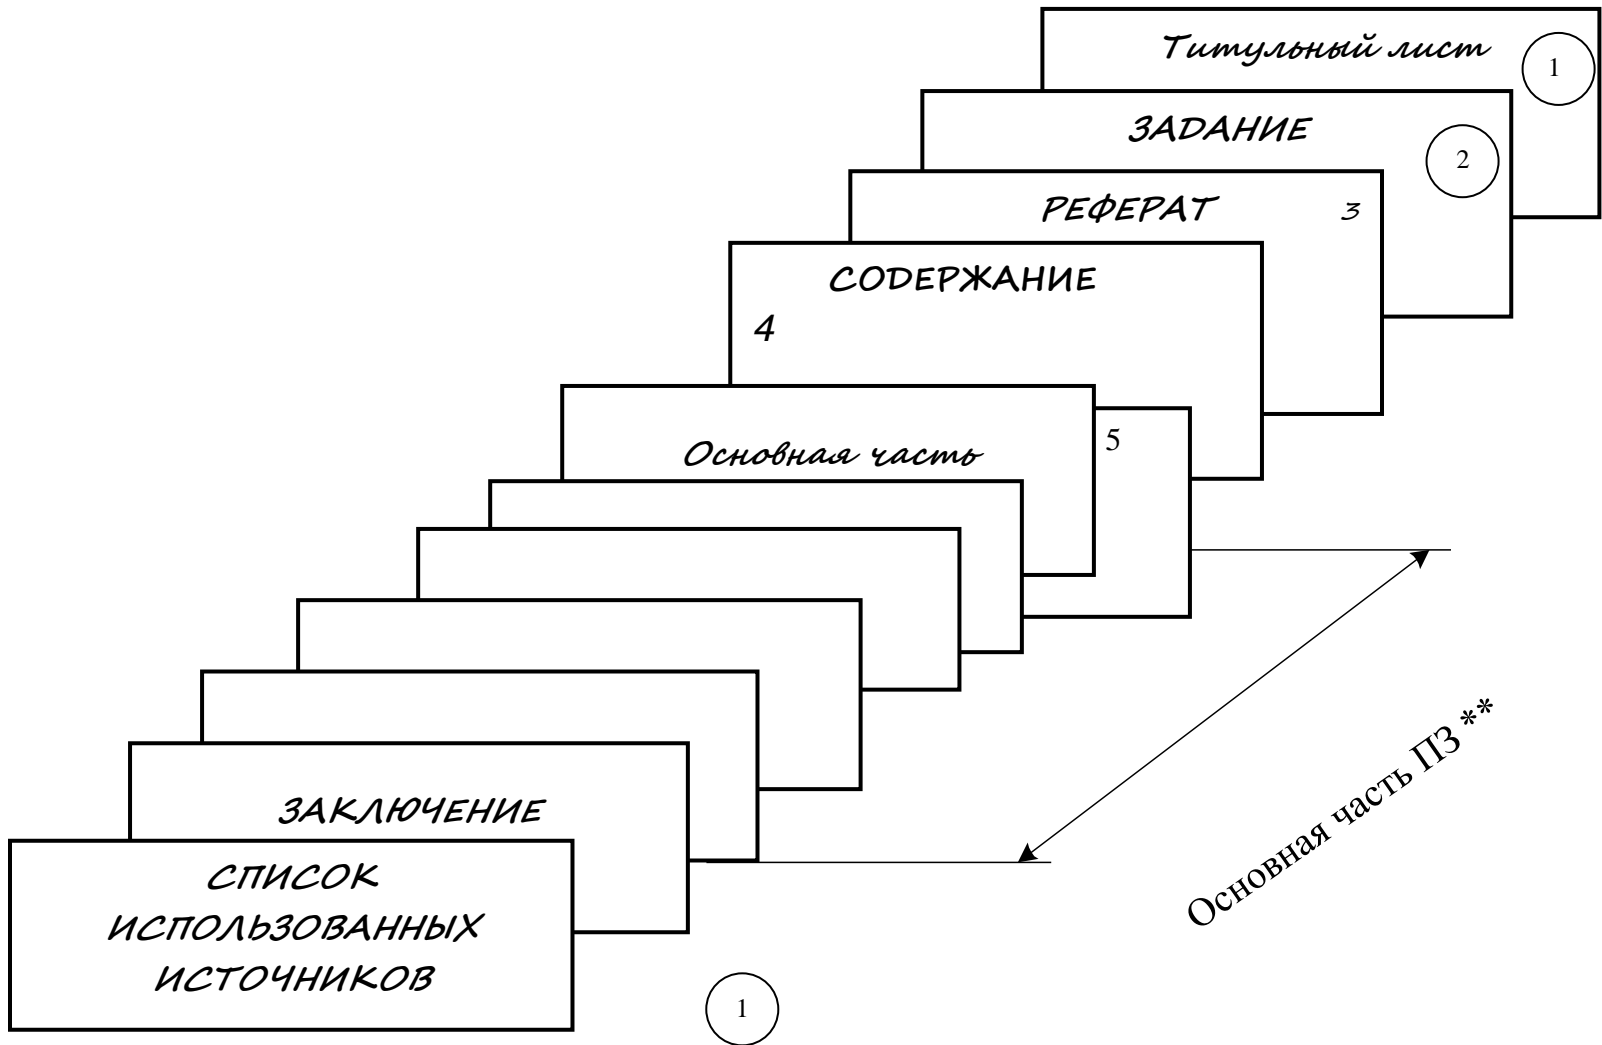 Титульный лист
1
ЗАДАНИЕ
2
РЕФЕРАТ
3
СОДЕРЖАНИЕ
4
5
Основная часть
Основная часть ПЗ **
ЗАКЛЮЧЕНИЕ
СПИСОК
ИСПОЛЬЗОВАННЫХ
ИСТОЧНИКОВ
1